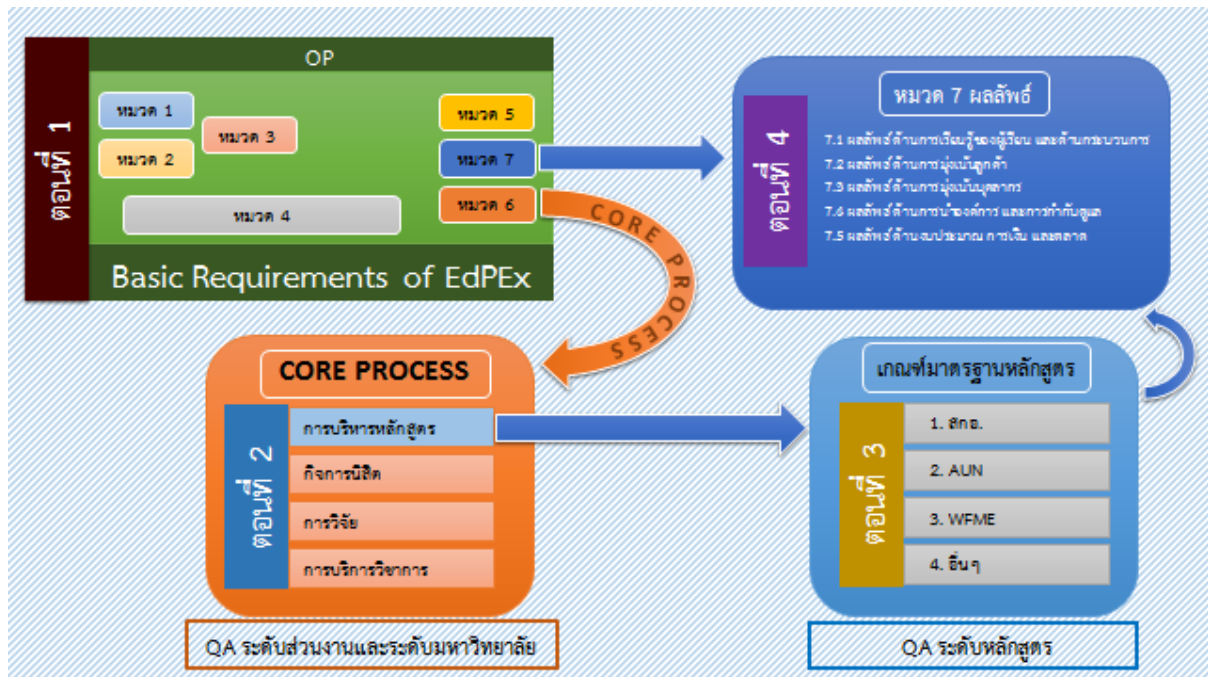 ตอนที่ 1
OP
หมวด 1
หมวด 2
หมวด 3
หมวด 4
หมวด 5
หมวด 7
หมวด 6
Basic Requirements of EdPEx
CORE PROCESS
ตอนที่ 4
หมวด 7 ผลลัพธ์
7.1 ผลลัพธ์ด้านการเรียนรู้ของผู้เรียน และด้านกระบวนการ
7.2 ผลลัพธ์ด้านการมุ่งเน้นลูกค้า
7.3 ผลลัพธ์ด้านการมุ่งเน้นบุคลากร
7.4 ผลลัพธ์ด้านการนำองค์การ และการกำกับดูแล
7.5 ผลลัพธ์ด้านงบประมาณ การเงิน และตลาด
CORE PROCESS
ตอนที่ 2
การบริหารหลักสูตร
กิจการนิสิต
การวิจัย
การบริการวิชาการ
QA ระดับส่วนงานและระดับมหาวิทยาลัย
เกณฑ์มาตรฐานหลักสูตร
ตอนที่ 3
1. สกอ.
2. AUN
3. WFME
4. อื่นๆ
QA ระดับหลักสูตร